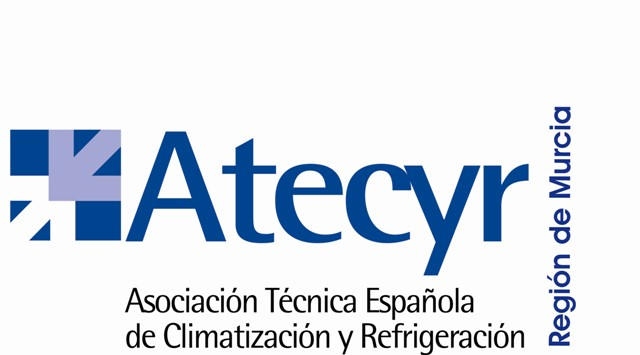 Atecyr
Asociación Técnica Española
de Climatización y Refrigeración
Región de Murcia